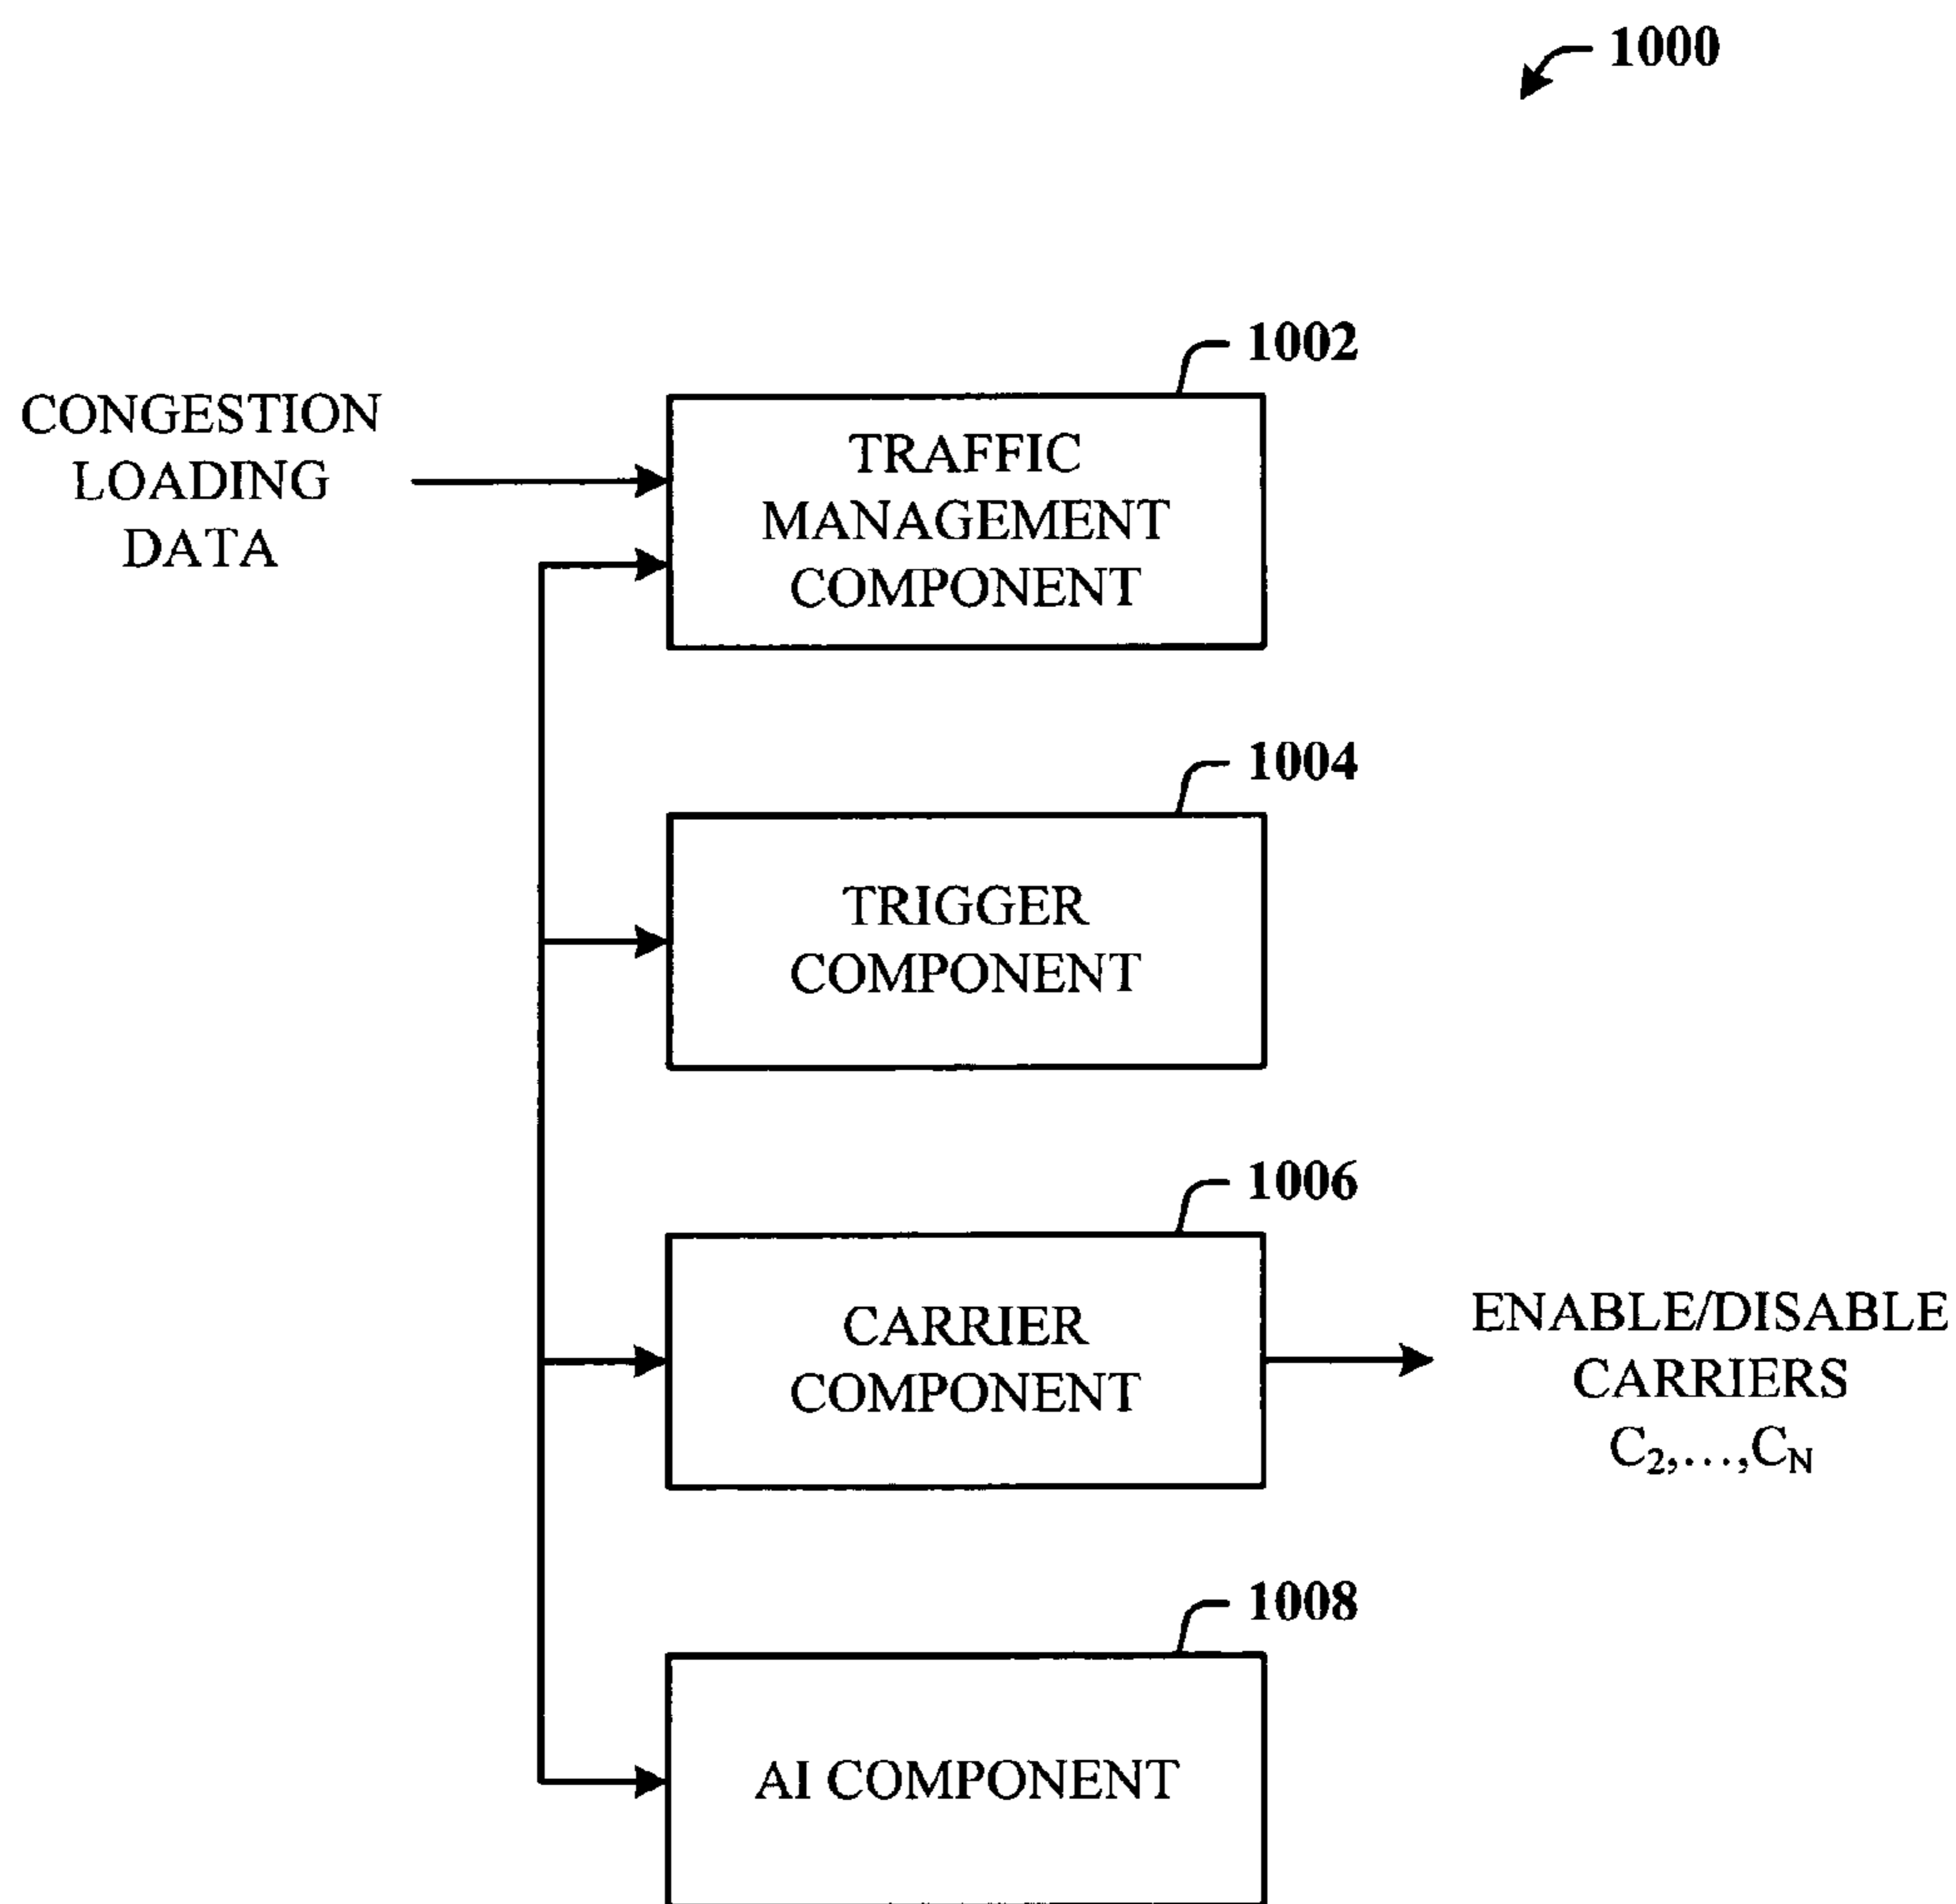 1000
1002
CONGESTION
LOADING
DATA
TRAFFIC
MANAGEMENT
COMPONENT
1004
TRIGGER
COMPONENT
1006
CARRIER
COMPONENT
ENABLE/DISABLE
CARRIERS
C₂,...,C_N
1008
AI COMPONENT